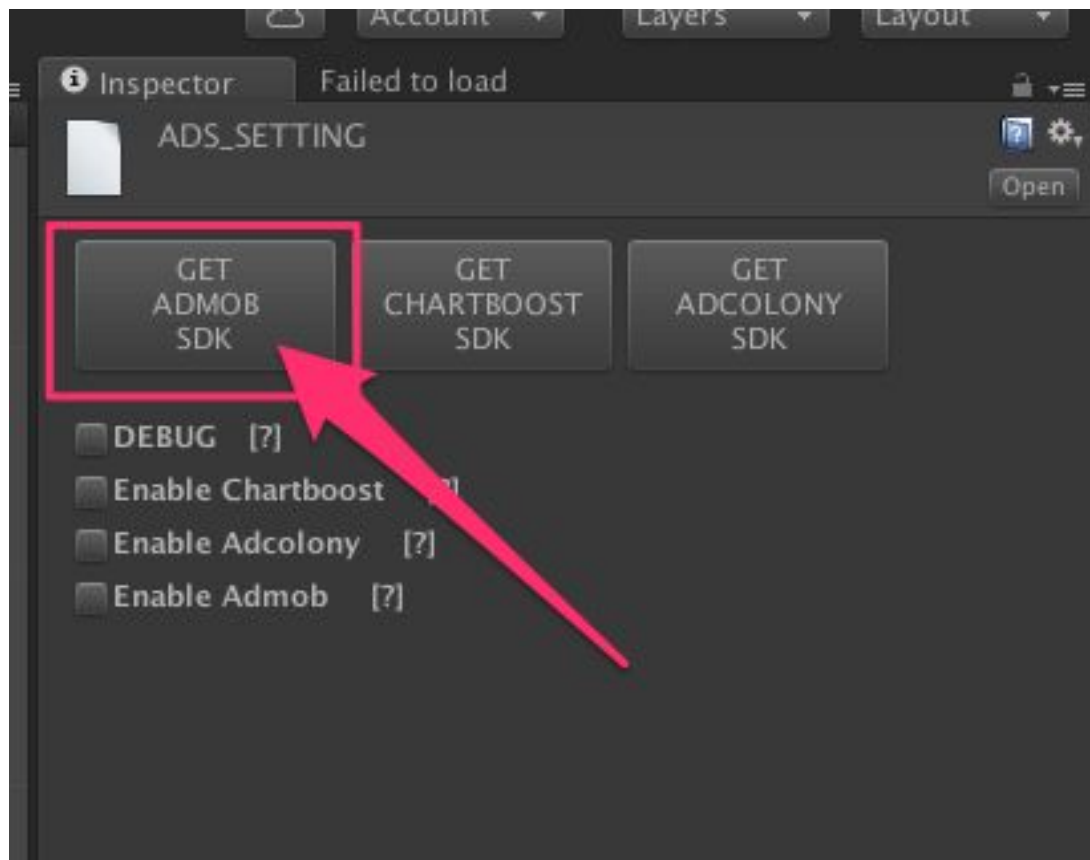 Account
Layers
Layout
Inspector
Failed to load
ADS_SETTING
Open
GET
ADMOB
SDK
GET
CHARTBOOST
SDK
GET
ADCOLONY
SDK
DEBUG [?]
Enable Chartboost [?]
Enable Adcolony [?]
Enable Admob [?]